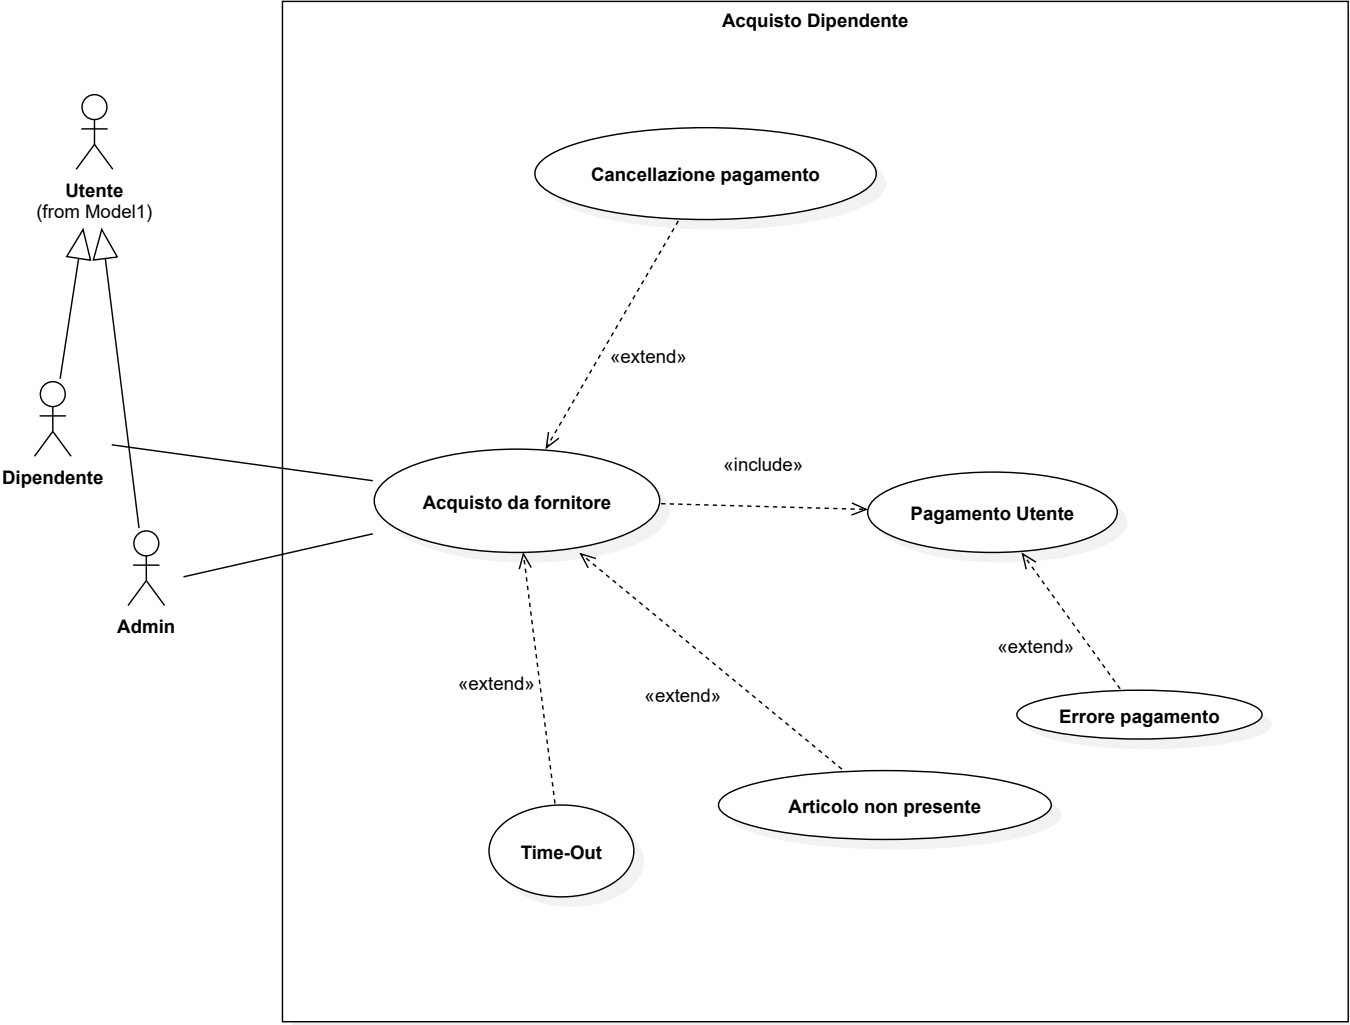 Acquisto Dipendente
Cancellazione pagamento
Utente
(from Model1)
«extend»
«include»
Dipendente
Acquisto da fornitore
Pagamento Utente
Admin
«extend»
«extend»
«extend»
Errore pagamento
Articolo non presente
Time-Out